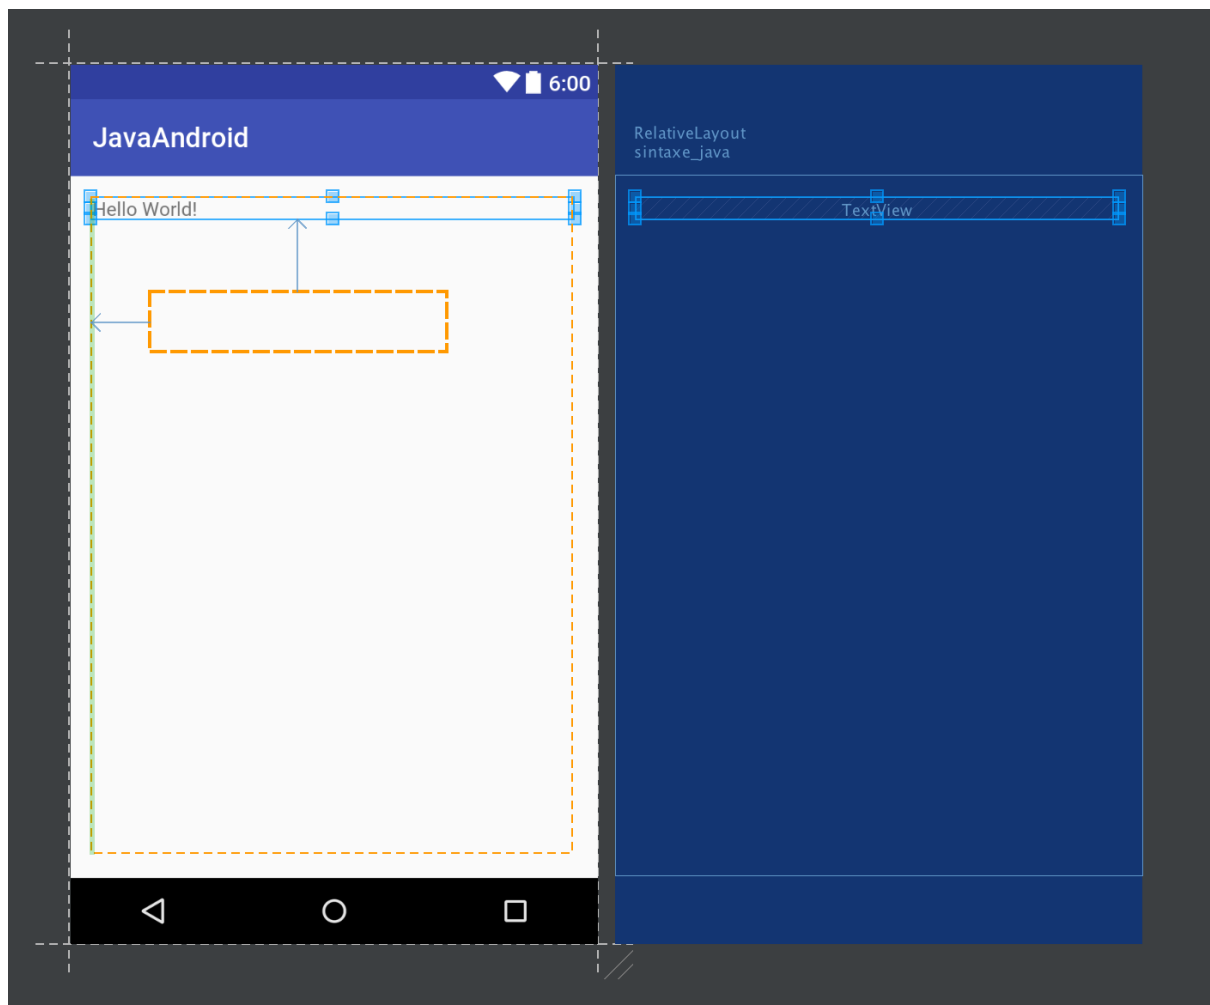 6:00
JavaAndroid
Hello World!
RelativeLayout
sintaxe_java
TextView